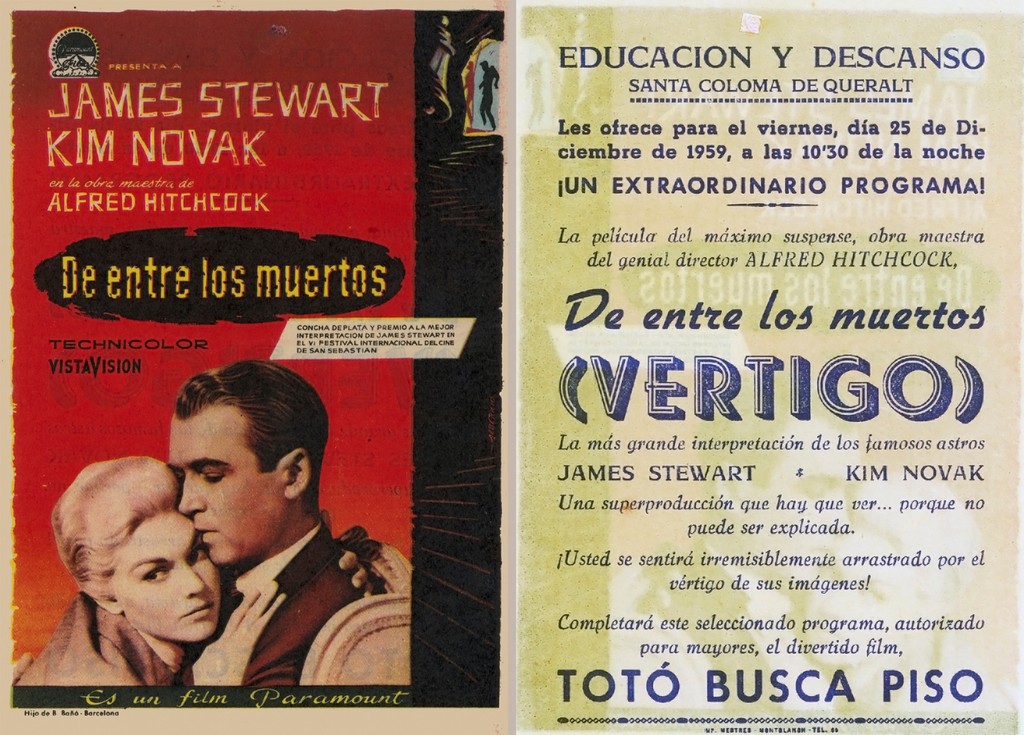 Paramount
PRESENTA A
JAMES STEWART
KIM NOVAK
en la obra maestra de
ALFRED HITCHCOCK
De entre los muertos
TECHNICOLOR
VISTAVISION
CONCHA DE PLATA Y PREMIO A LA MEJOR
INTERPRETACION DE JAMES STEWART EN
EL VI FESTIVAL INTERNACIONAL DEL CINE
DE SAN SEBASTIAN
Es un film Paramount
Hijo de B. Bañó - Barcelona
EDUCACION Y DESCANSO
SANTA COLOMA DE QUERALT
Les ofrece para el viernes, día 25 de Di-
ciembre de 1959, a las 10'30 de la noche
¡UN EXTRAORDINARIO PROGRAMA!
La película del máximo suspense, obra maestra
del genial director ALFRED HITCHCOCK,
De entre los muertos
(VERTIGO)
La más grande interpretación de los famosos astros
JAMES STEWART * KIM NOVAK
Una superproducción que hay que ver... porque no
puede ser explicada.
¡Usted se sentirá irremisiblemente arrastrado por el
vértigo de sus imágenes!
Completará este seleccionado programa, autorizado
para mayores, el divertido film,
TOTÓ BUSCA PISO
MESTRES - MONTBLANCH - TEL.